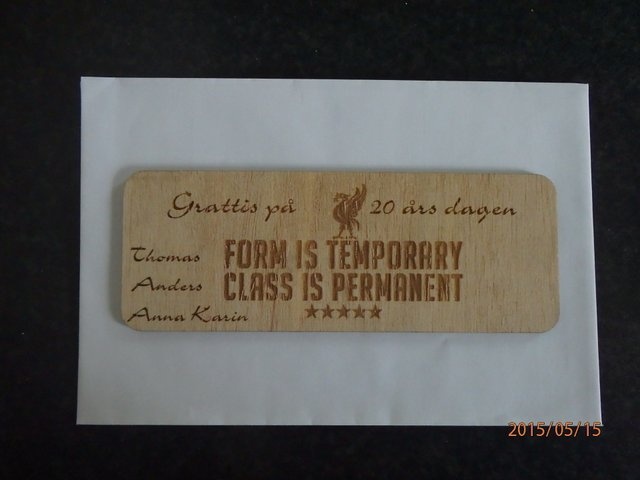 Grattis på 20 års dagen
Thomas
Anders
Anna Karin
FORM IS TEMPORARY
CLASS IS PERMANENT
2015/05/15